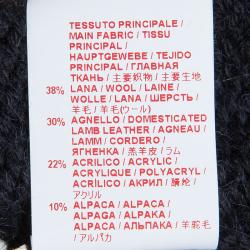 TESSUTO PRINCIPALE /
MAIN FABRIC / TISSU
PRINCIPAL /
HAUPTGEWEBE / TEJIDO
PRINCIPAL / ГЛАВНАЯ
ТКАНЬ / 主要织物 / 主要生地
38% LANA / WOOL / LAINE /
WOLLE / LANA / ШЕРСТЬ /
羊毛 / 羊毛(ウール)
30% AGNELLO / DOMESTICATED
LAMB LEATHER / AGNEAU /
LAMM / CORDERO /
ЯГНЕНКА / 羔羊皮 / ラム
22% ACRILICO / ACRYLIC /
ACRYLIQUE / POLYACRYL /
ACRÍLICO / АКРИЛ / 腈纶 /
アクリル
10% ALPACA / ALPACA /
ALPAGA / ALPAKA /
ALPACA / АЛЬПАКА / 羊驼毛
/ アルパカ